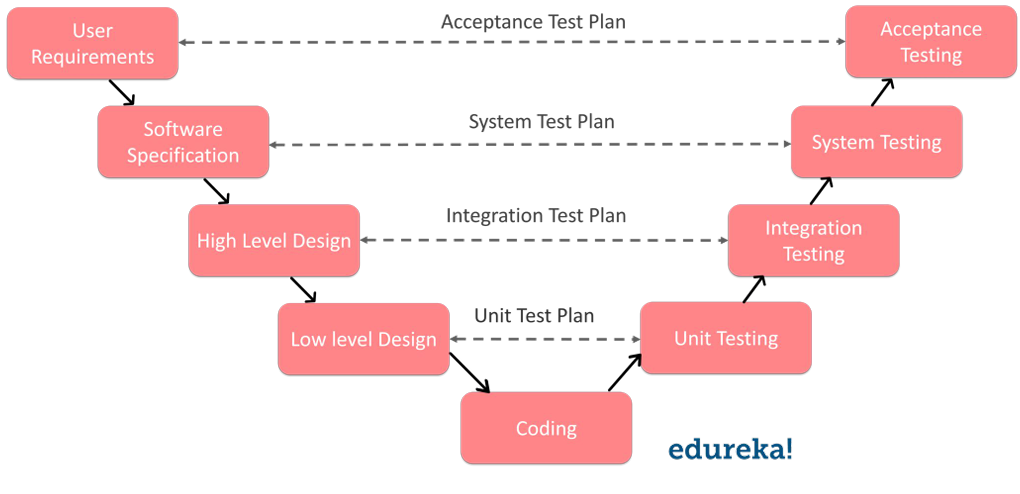 User
Requirements
Acceptance Test Plan
Acceptance
Testing
Software
Specification
System Test Plan
System Testing
High Level Design
Integration Test Plan
Integration
Testing
Low level Design
Unit Test Plan
Unit Testing
Coding
edureka!